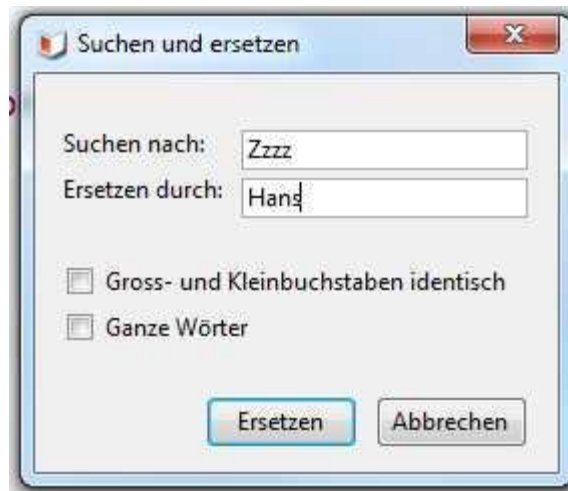 Suchen und ersetzen
Suchen nach: Zzzz
Ersetzen durch: Hans
Gross- und Kleinbuchstaben identisch
Ganze Wörter
Ersetzen Abbrechen